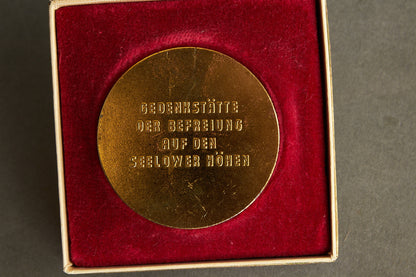 GEDENKSTÄTTE
DER BEFREIUNG
AUF DEN
SEELOWER HÖHEN